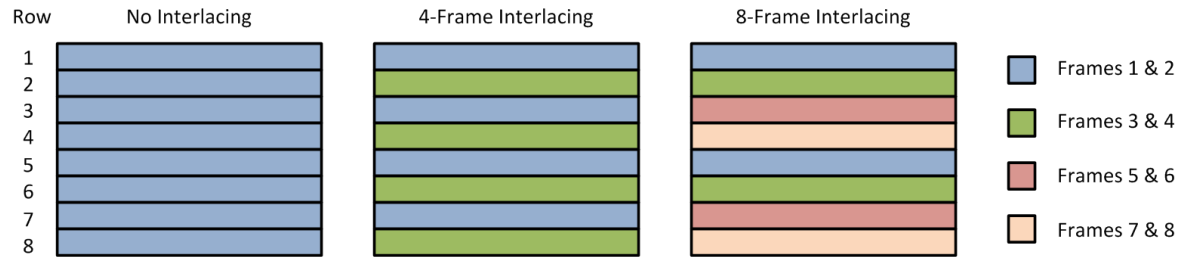 Row No Interlacing 4-Frame Interlacing 8-Frame Interlacing
1
2
3
4
5
6
7
8
Frames 1 & 2
Frames 3 & 4
Frames 5 & 6
Frames 7 & 8